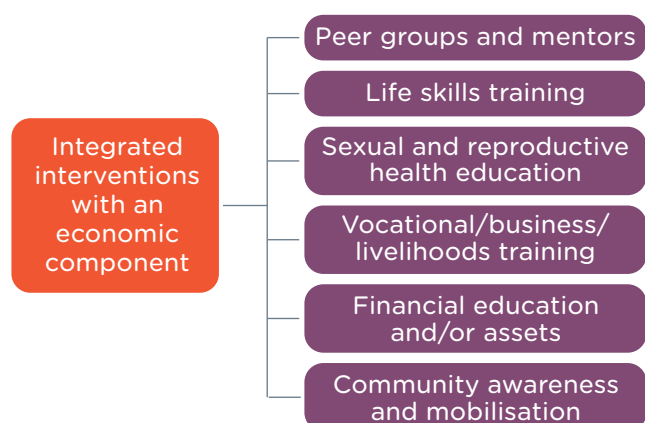 Integrated
interventions
with an
economic
component
Peer groups and mentors
Life skills training
Sexual and reproductive
health education
Vocational/business/
livelihoods training
Financial education
and/or assets
Community awareness
and mobilisation